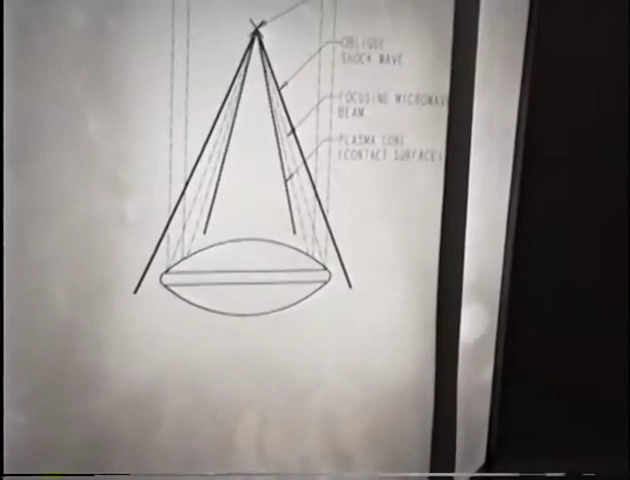 OBLIQUE
SHOCK WAVE
FOCUSING MICROWAVE
BEAM
PLASMA CONE
(CONTACT SURFACE)